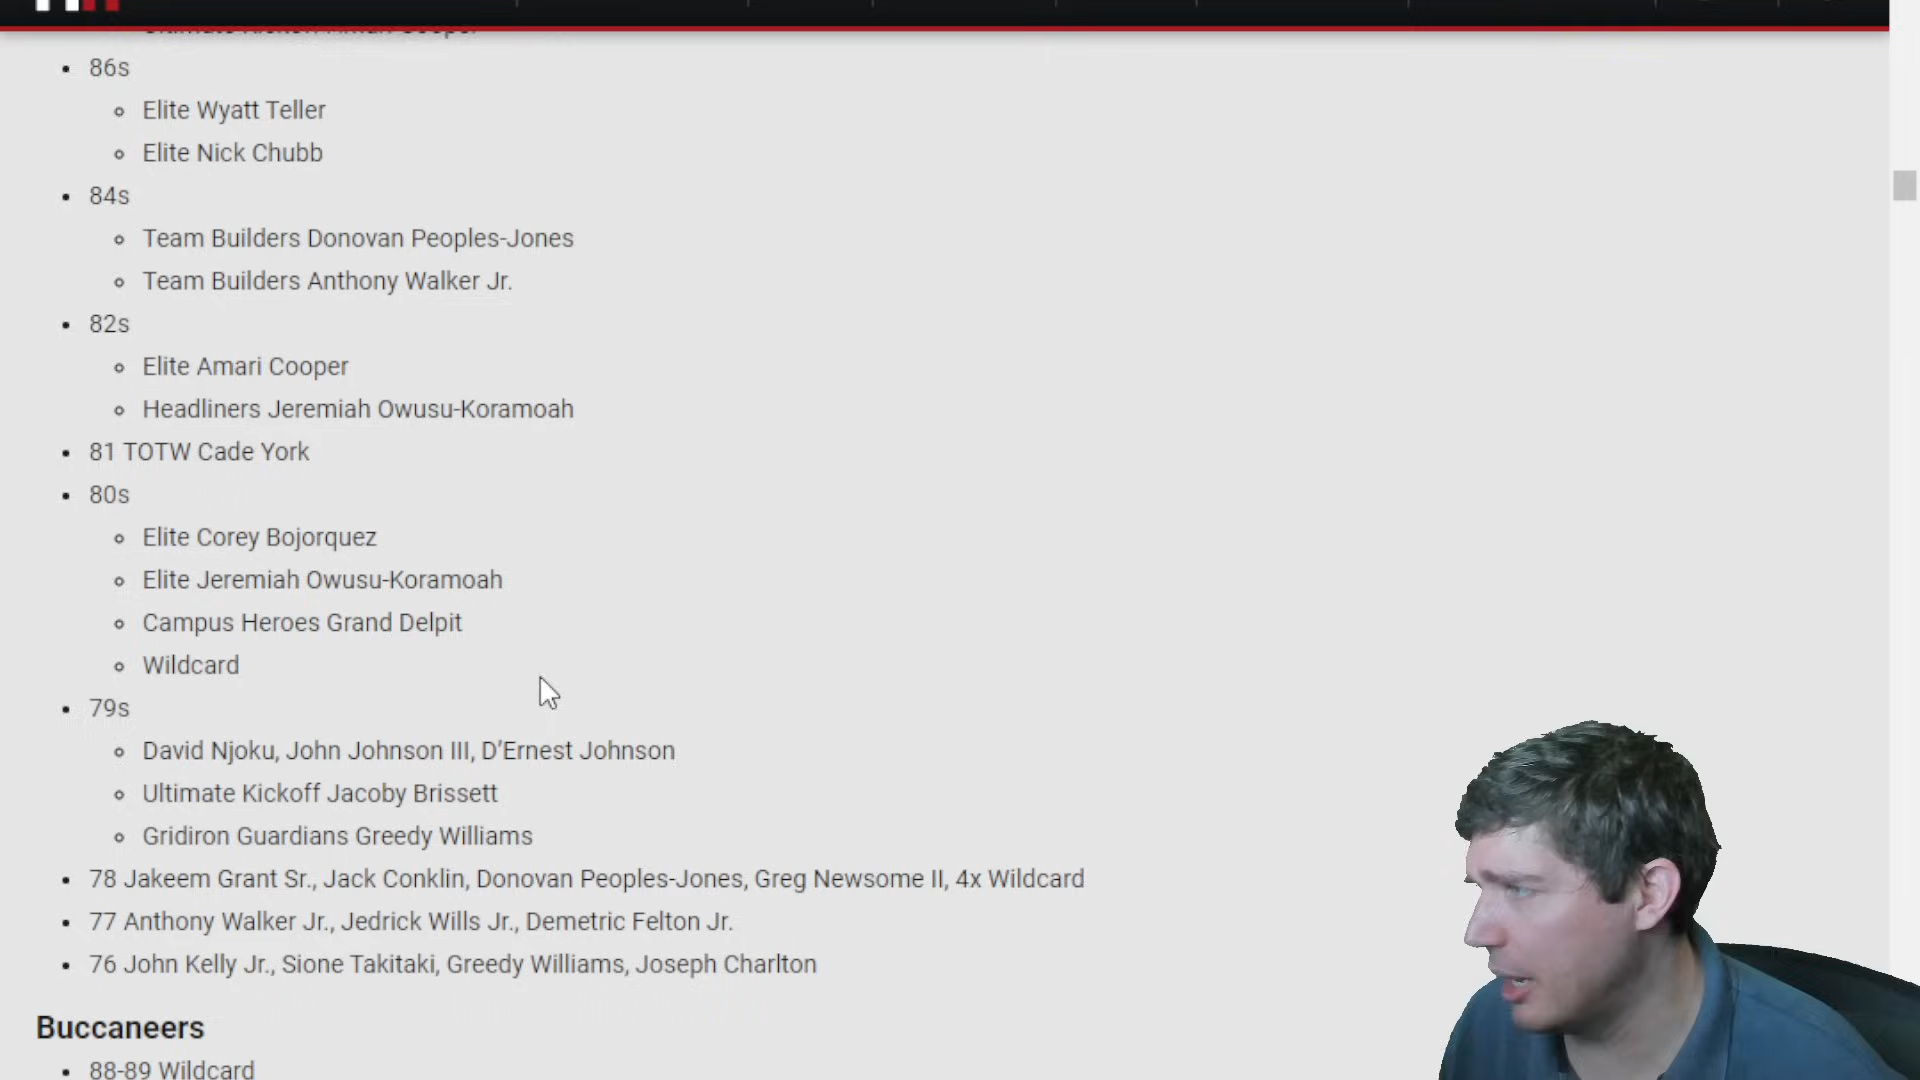 86s
Elite Wyatt Teller
Elite Nick Chubb
84s
Team Builders Donovan Peoples-Jones
Team Builders Anthony Walker Jr.
82s
Elite Amari Cooper
Headliners Jeremiah Owusu-Koramoah
81 TOTW Cade York
80s
Elite Corey Bojorquez
Elite Jeremiah Owusu-Koramoah
Campus Heroes Grand Delpit
Wildcard
79s
David Njoku, John Johnson III, D’Ernest Johnson
Ultimate Kickoff Jacoby Brissett
Gridiron Guardians Greedy Williams
78 Jakeem Grant Sr., Jack Conklin, Donovan Peoples-Jones, Greg Newsome II, 4x Wildcard
77 Anthony Walker Jr., Jedrick Wills Jr., Demetric Felton Jr.
76 John Kelly Jr., Sione Takitaki, Greedy Williams, Joseph Charlton
Buccaneers
88-89 Wildcard